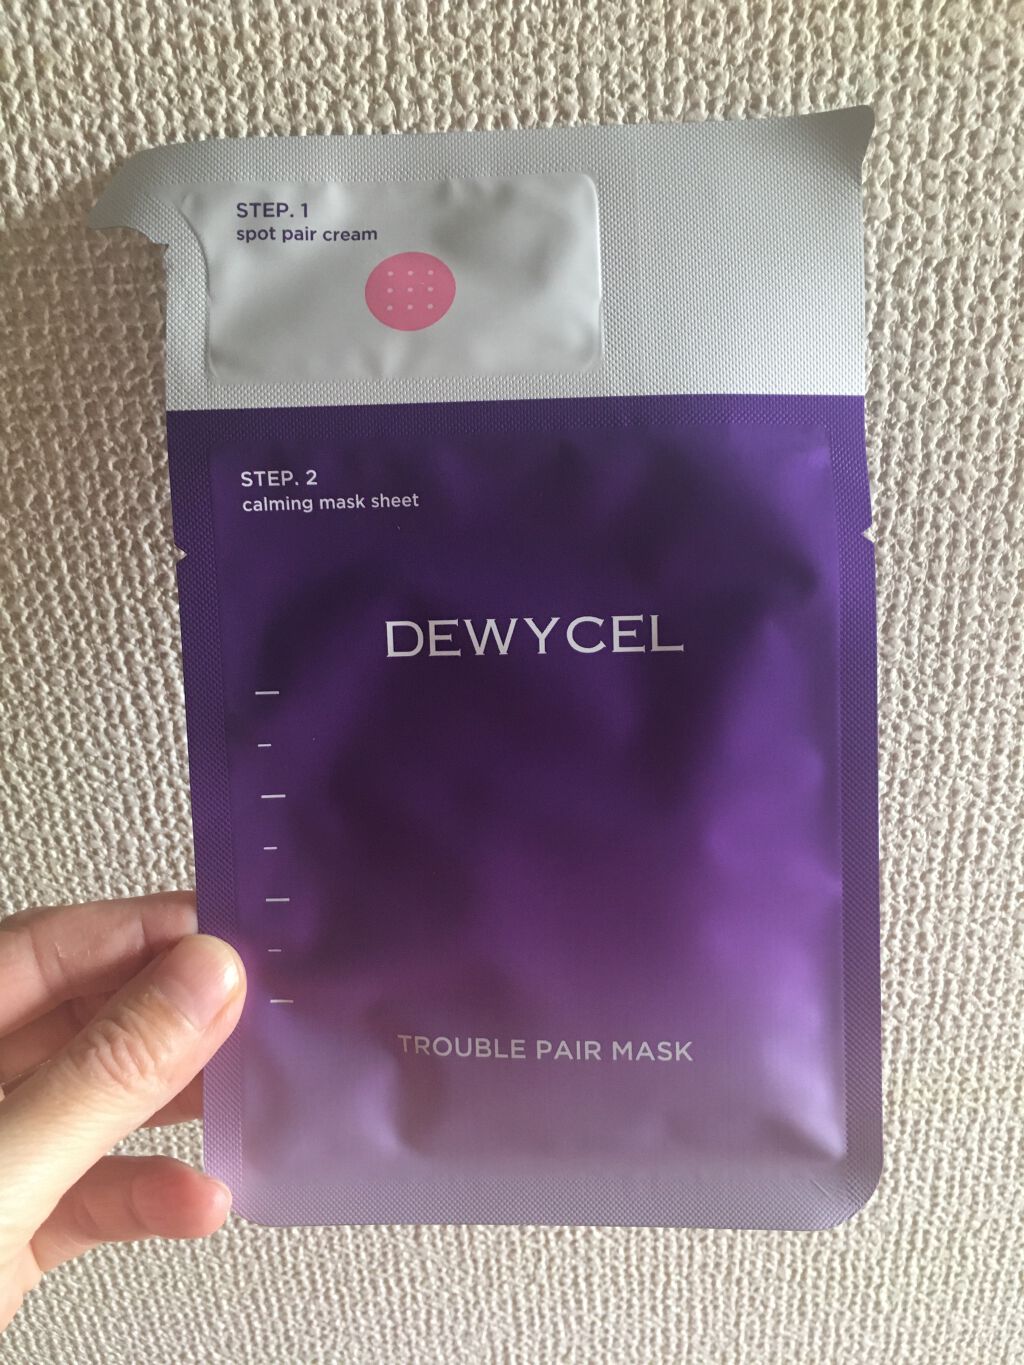 STEP. 1
spot pair cream
STEP. 2
calming mask sheet
DEWYCEL
TROUBLE PAIR MASK